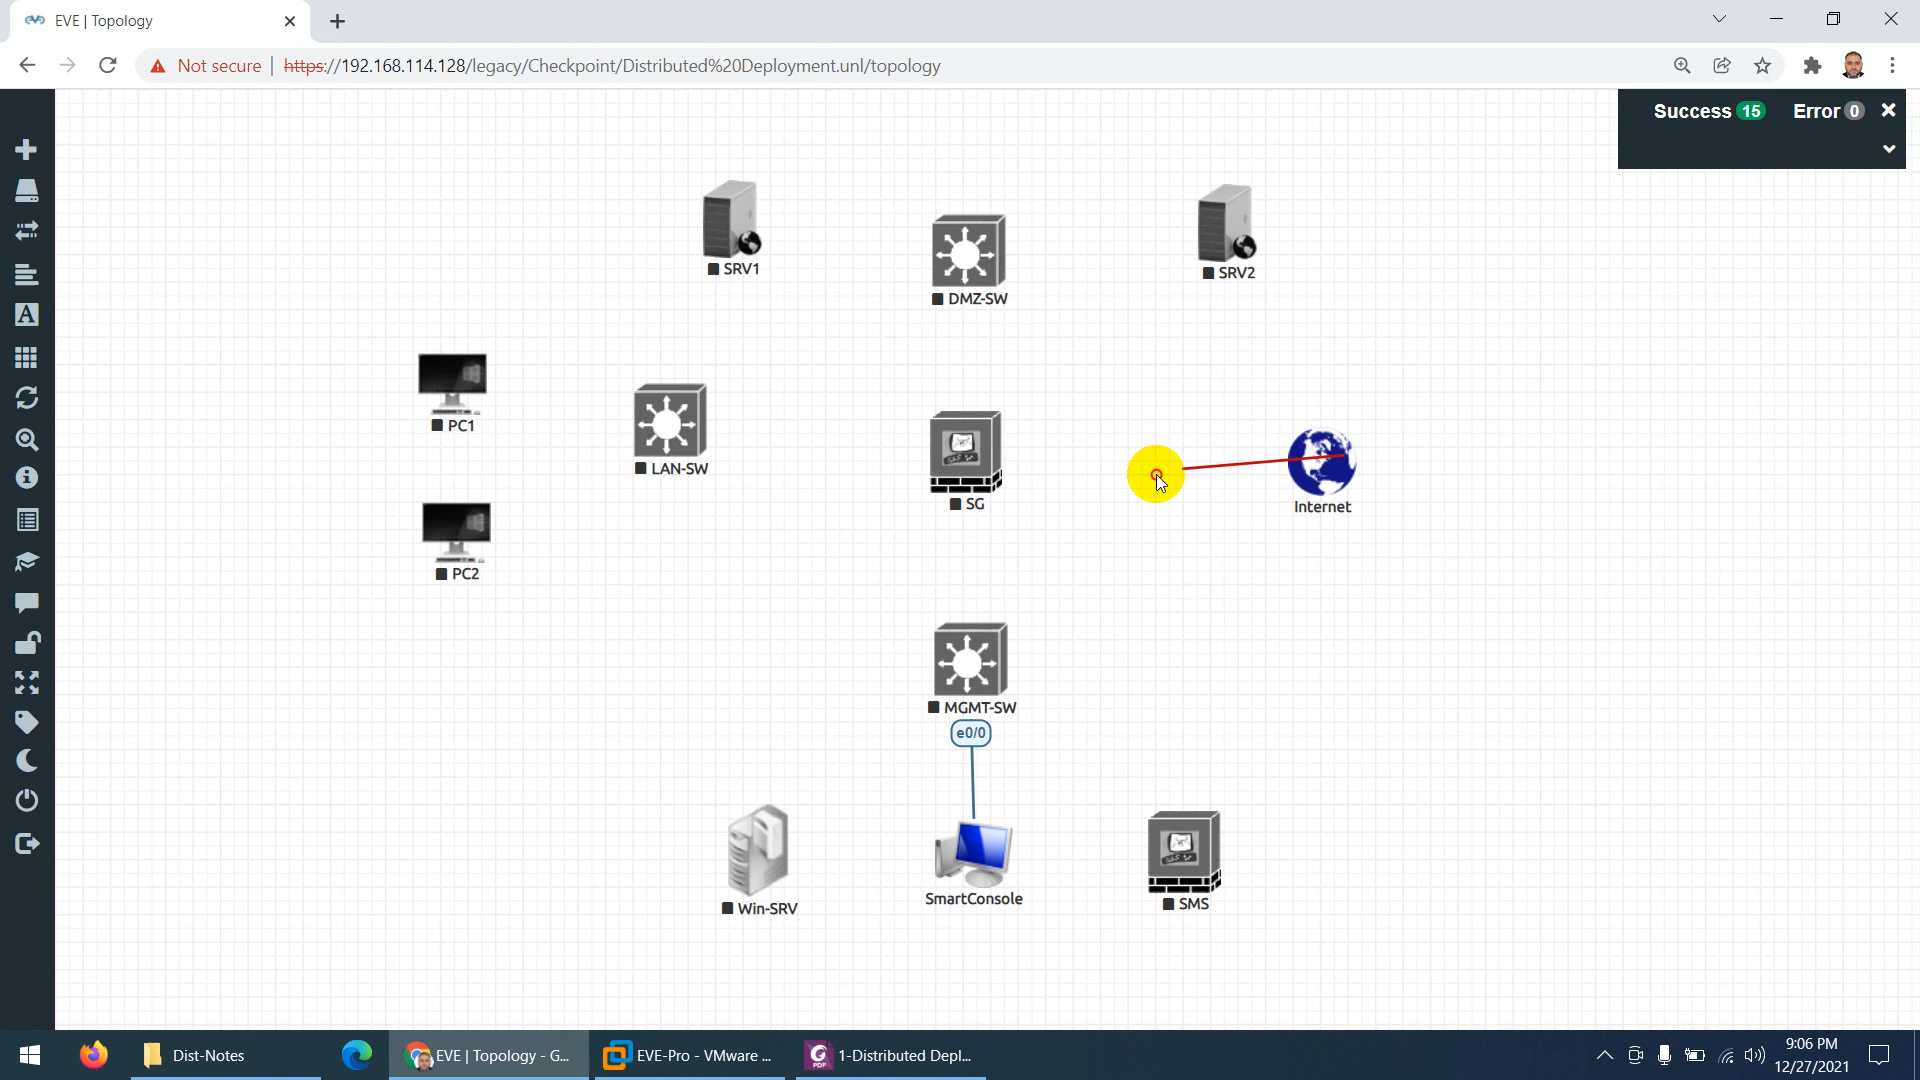 EVE | Topology
Not secure | https://192.168.114.128/legacy/Checkpoint/Distributed%20Deployment.unl/topology
Success 15 Error 0
SRV1
DMZ-SW
SRV2
PC1
LAN-SW
SG
Internet
PC2
MGMT-SW
e0/0
Win-SRV
SmartConsole
SMS
Dist-Notes
EVE | Topology - G...
EVE-Pro - VMware ...
PDF
1-Distributed Depl...
9:06 PM
12/27/2021